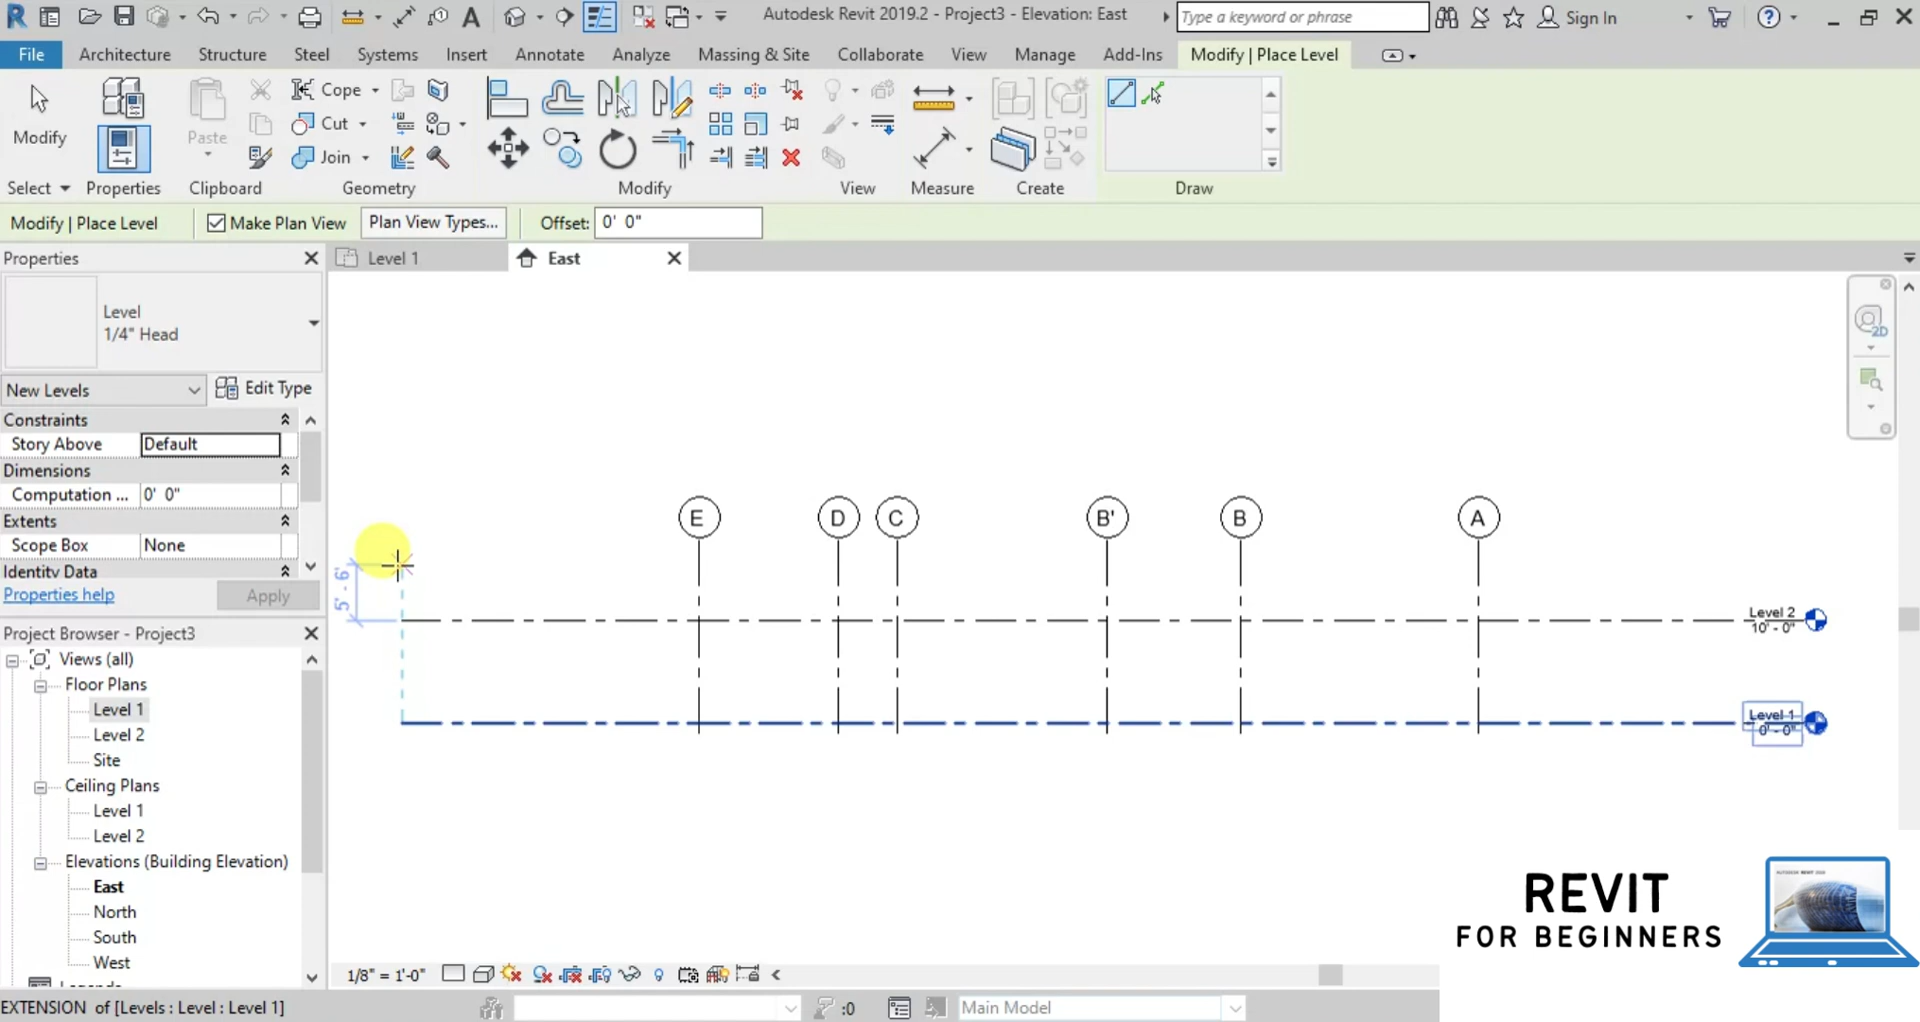 Autodesk Revit 2019.2 - Project3 - Elevation: East
Type a keyword or phrase
Sign In
File Architecture Structure Steel Systems Insert Annotate Analyze Massing & Site Collaborate View Manage Add-Ins Modify | Place Level
Modify
Paste
Cope
Cut
Join
Select Properties Clipboard Geometry Modify View Measure Create Draw
Modify | Place Level Make Plan View Plan View Types... Offset: 0' 0"
Properties
Level 1
East
Level
1/4" Head
New Levels Edit Type
Constraints
Story Above Default
Dimensions
Computation ... 0' 0"
Extents
Scope Box None
Identity Data
Properties help Apply
Project Browser - Project3
Views (all)
Floor Plans
Level 1
Level 2
Site
Ceiling Plans
Level 1
Level 2
Elevations (Building Elevation)
East
North
South
West
2D
E D C B' B A
5' - 6'
Level 2
10' - 0"
Level 1
0' - 0"
REVIT
FOR BEGINNERS
1/8" = 1'-0"
EXTENSION of [Levels : Level : Level 1]
:0
Main Model